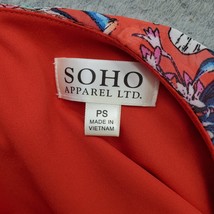 SOHO
APPAREL LTD.
PS
MADE IN
VIETNAM